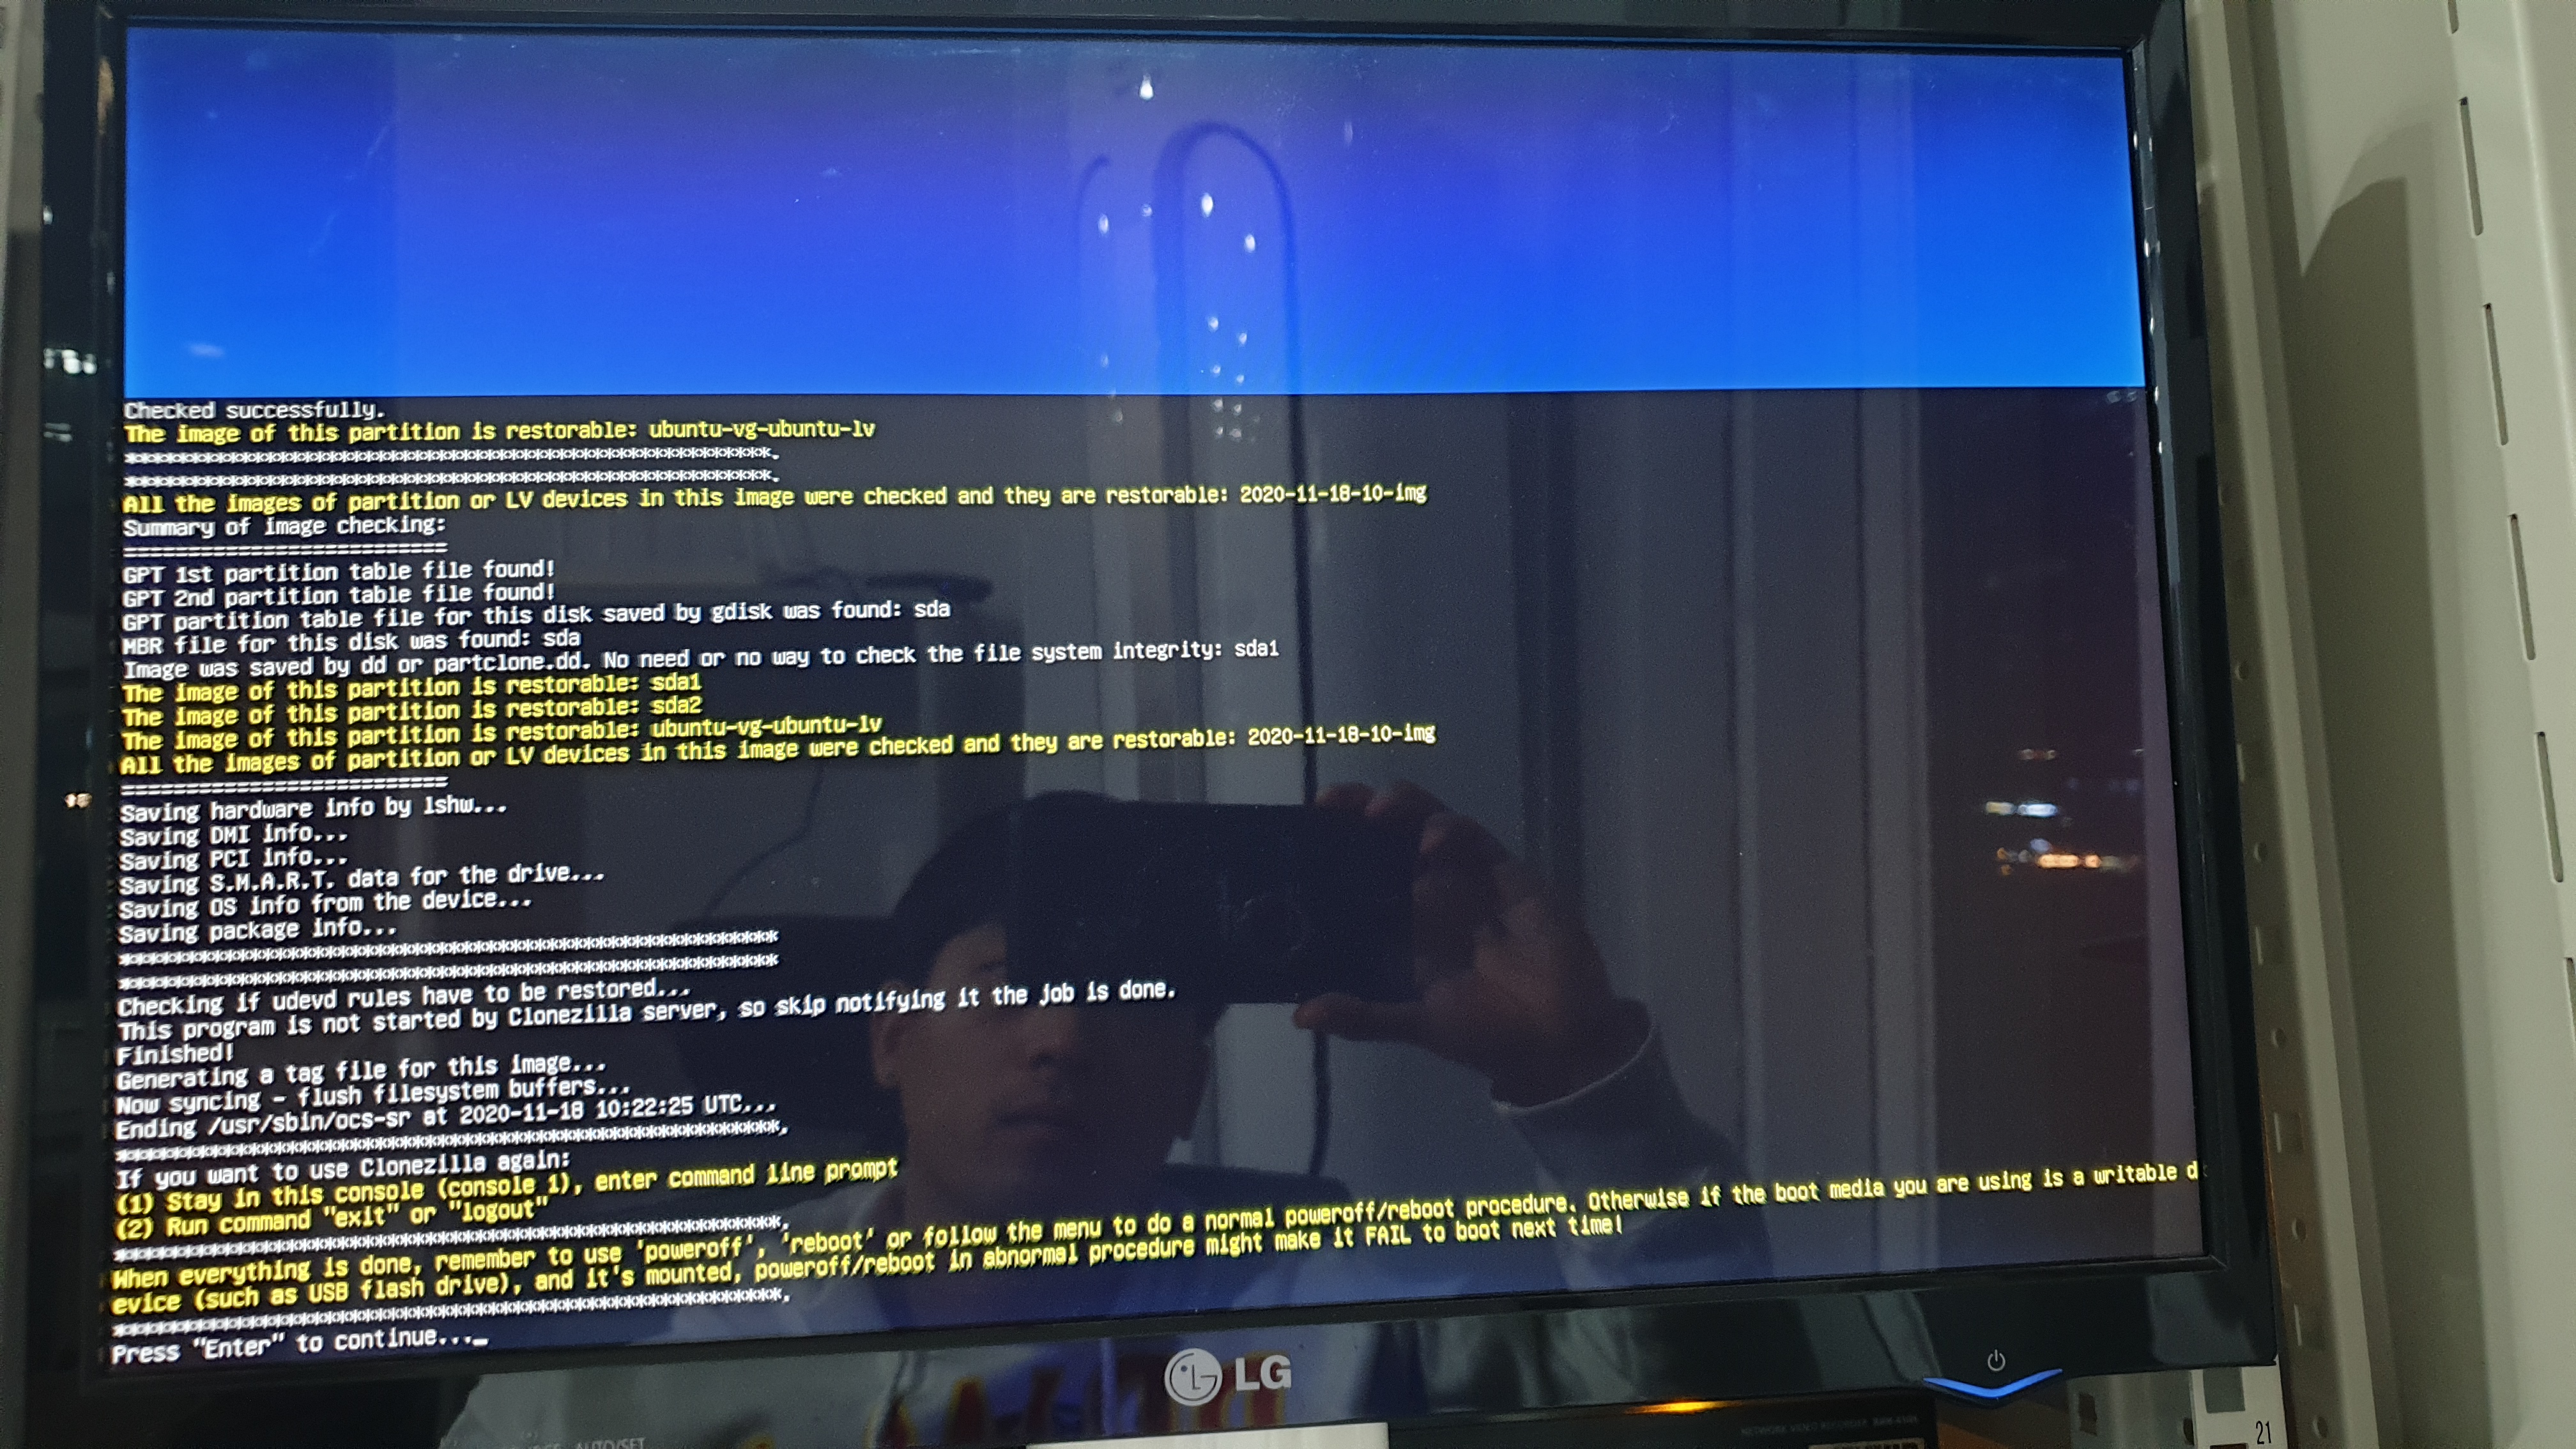 Checked successfully.
The image of this partition is restorable: ubuntu-vg-ubuntu-lv
***************************************************.
***************************************************.
All the images of partition or LV devices in this image were checked and they are restorable: 2020-11-18-10-img
Summary of image checking:
=========================
GPT 1st partition table file found!
GPT 2nd partition table file found!
GPT partition table file for this disk saved by gdisk was found: sda
MBR file for this disk was found: sda
Image was saved by dd or partclone.dd. No need or no way to check the file system integrity: sda1
The image of this partition is restorable: sda1
The image of this partition is restorable: sda2
The image of this partition is restorable: ubuntu-vg-ubuntu-lv
All the images of partition or LV devices in this image were checked and they are restorable: 2020-11-18-10-img
=========================
Saving hardware info by lshw...
Saving DMI info...
Saving PCI info...
Saving S.M.A.R.T. data for the drive...
Saving OS info from the device...
Saving package info...
***************************************************
***************************************************
Checking if udevd rules have to be restored...
This program is not started by Clonezilla server, so skip notifying it the job is done.
Finished!
Generating a tag file for this image...
Now syncing - flush filesystem buffers...
Ending /usr/sbin/ocs-sr at 2020-11-18 10:22:25 UTC...
***************************************************.
If you want to use Clonezilla again:
(1) Stay in this console (console 1), enter command line prompt
(2) Run command "exit" or "logout"
***************************************************.
When everything is done, remember to use 'poweroff', 'reboot' or follow the menu to do a normal poweroff/reboot procedure. Otherwise if the boot media you are using is a writable d
evice (such as USB flash drive), and it's mounted, poweroff/reboot in abnormal procedure might make it FAIL to boot next time!
***************************************************.
Press "Enter" to continue..._
LG
AUTO/SET
NETWORK VIDEO RECORDER
21